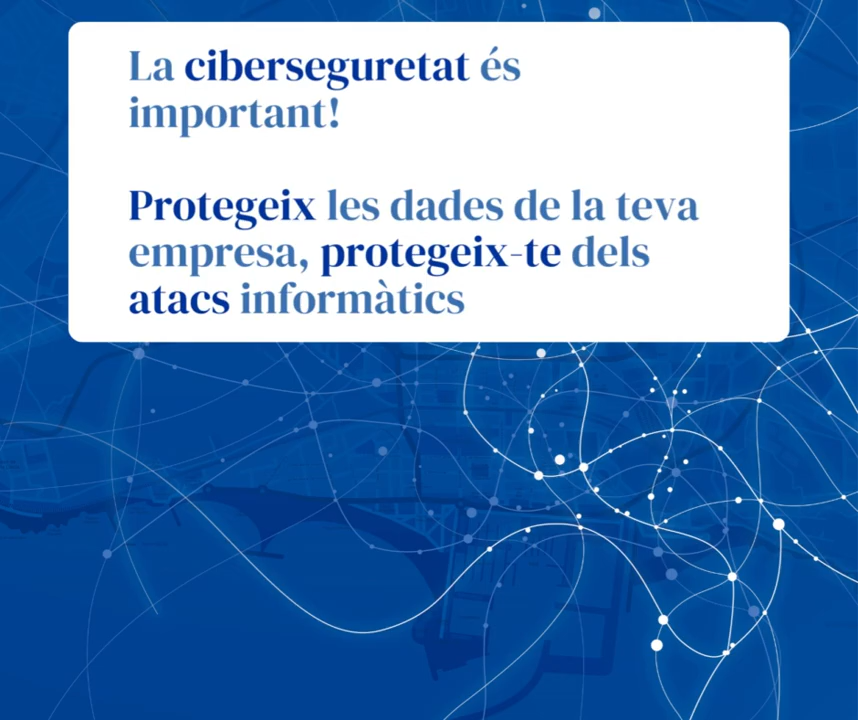 La ciberseguretat és
important!
Protegeix les dades de la teva
empresa, protegeix-te dels
atacs informàtics